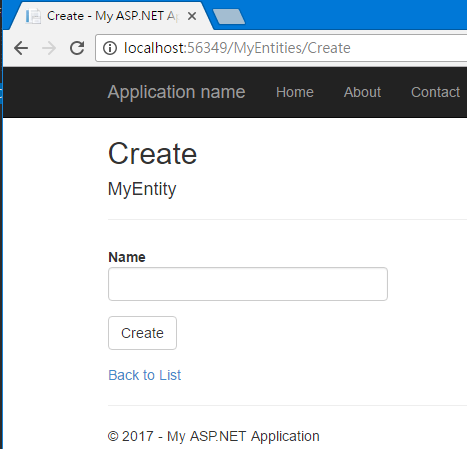 Create - My ASP.NET Ap
localhost:56349/MyEntities/Create
Application name Home About Contact
Create
MyEntity
Name
Create
Back to List
© 2017 - My ASP.NET Application